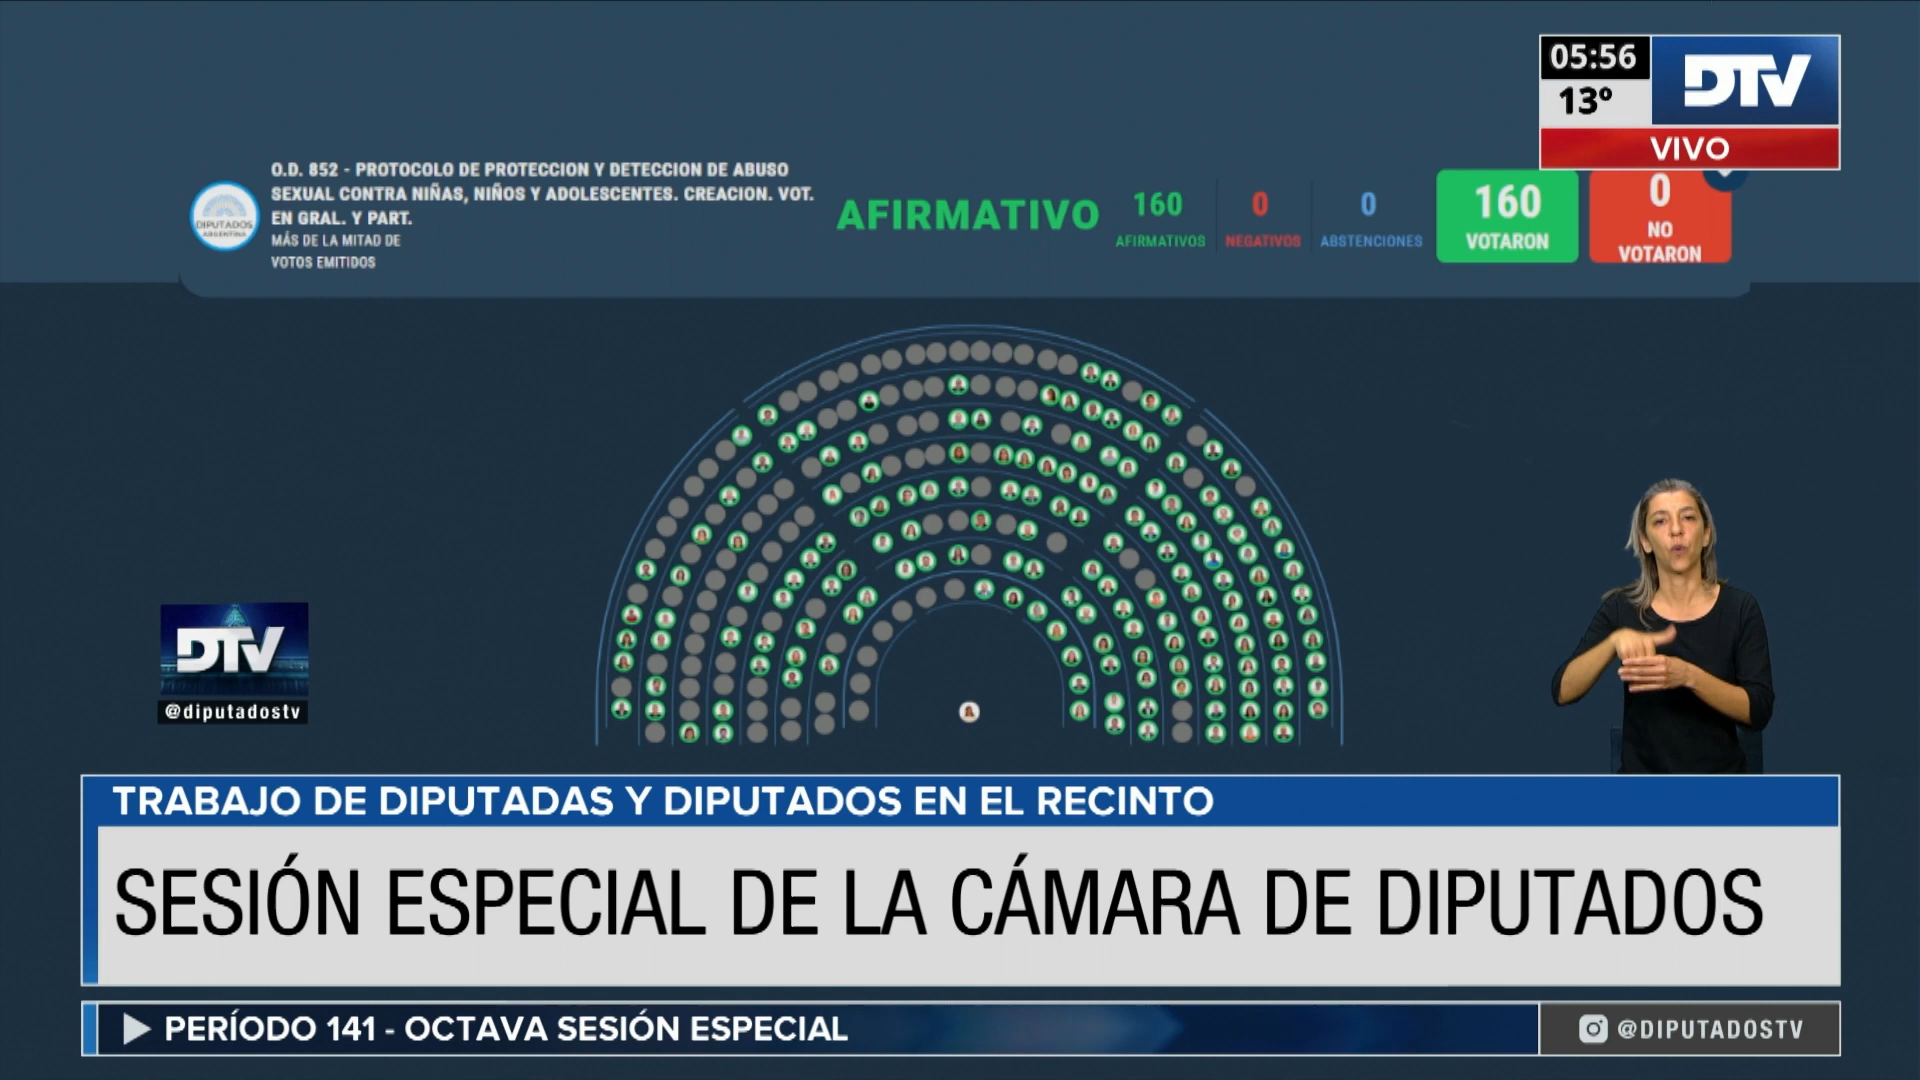 05:56
13º
DTV
VIVO
O.D. 852 - PROTOCOLO DE PROTECCION Y DETECCION DE ABUSO
SEXUAL CONTRA NIÑAS, NIÑOS Y ADOLESCENTES. CREACION. VOT.
EN GRAL. Y PART.
MÁS DE LA MITAD DE
VOTOS EMITIDOS
DIPUTADOS
ARGENTINA
AFIRMATIVO
160
AFIRMATIVOS
0
NEGATIVOS
0
ABSTENCIONES
160
VOTARON
0
NO
VOTARON
DTV
@diputadostv
TRABAJO DE DIPUTADAS Y DIPUTADOS EN EL RECINTO
SESIÓN ESPECIAL DE LA CÁMARA DE DIPUTADOS
PERÍODO 141 - OCTAVA SESIÓN ESPECIAL
@DIPUTADOSTV